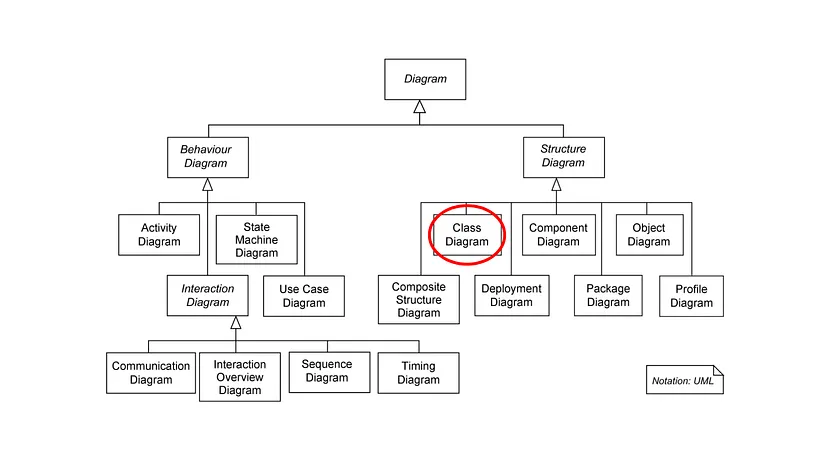 Diagram
Behaviour
Diagram
Structure
Diagram
Activity
Diagram
State
Machine
Diagram
Class
Diagram
Component
Diagram
Object
Diagram
Interaction
Diagram
Use Case
Diagram
Composite
Structure
Diagram
Deployment
Diagram
Package
Diagram
Profile
Diagram
Communication
Diagram
Interaction
Overview
Diagram
Sequence
Diagram
Timing
Diagram
Notation: UML